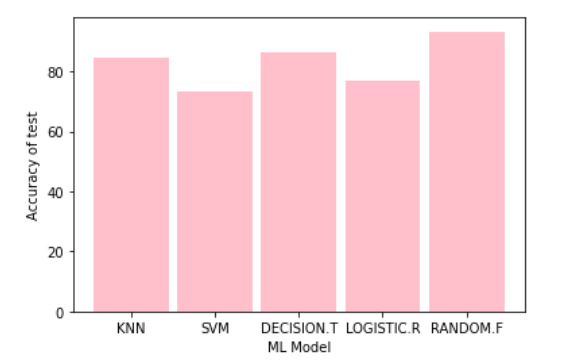 Accuracy of test
80
60
40
20
0
KNN SVM DECISION.T LOGISTIC.R RANDOM.F
ML Model